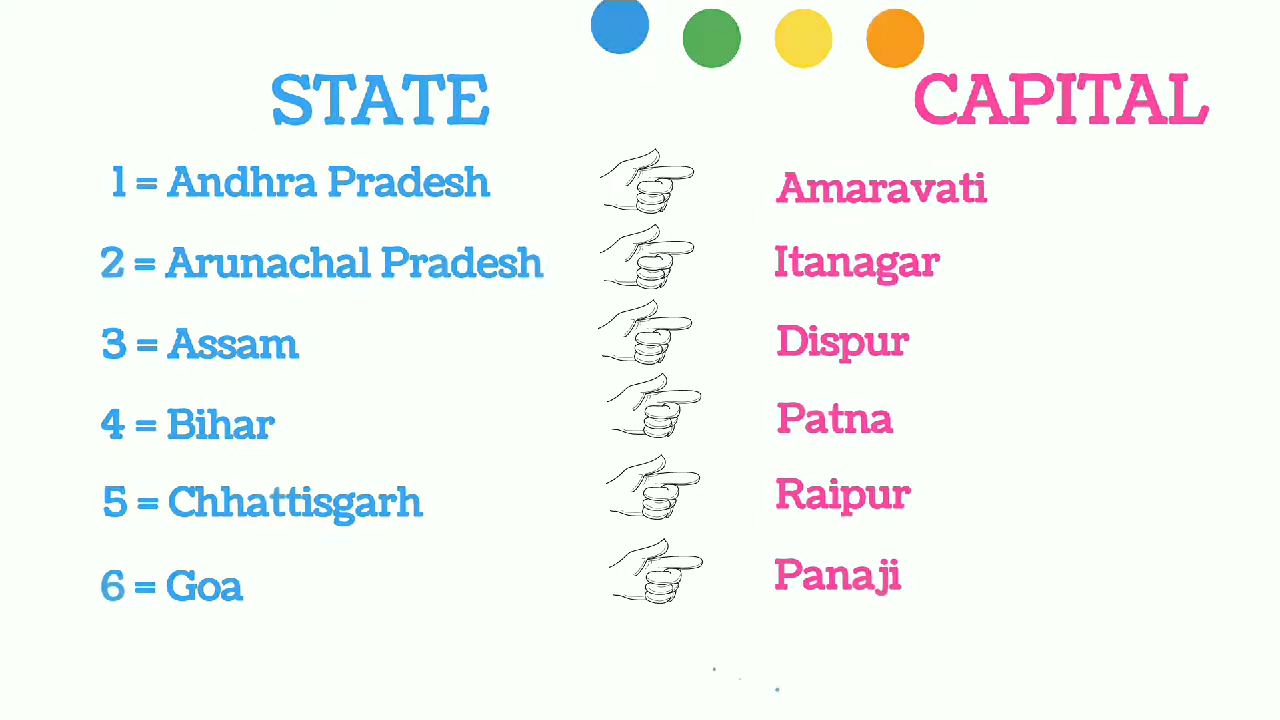 STATE CAPITAL
1 = Andhra Pradesh Amaravati
2 = Arunachal Pradesh Itanagar
3 = Assam Dispur
4 = Bihar Patna
5 = Chhattisgarh Raipur
6 = Goa Panaji